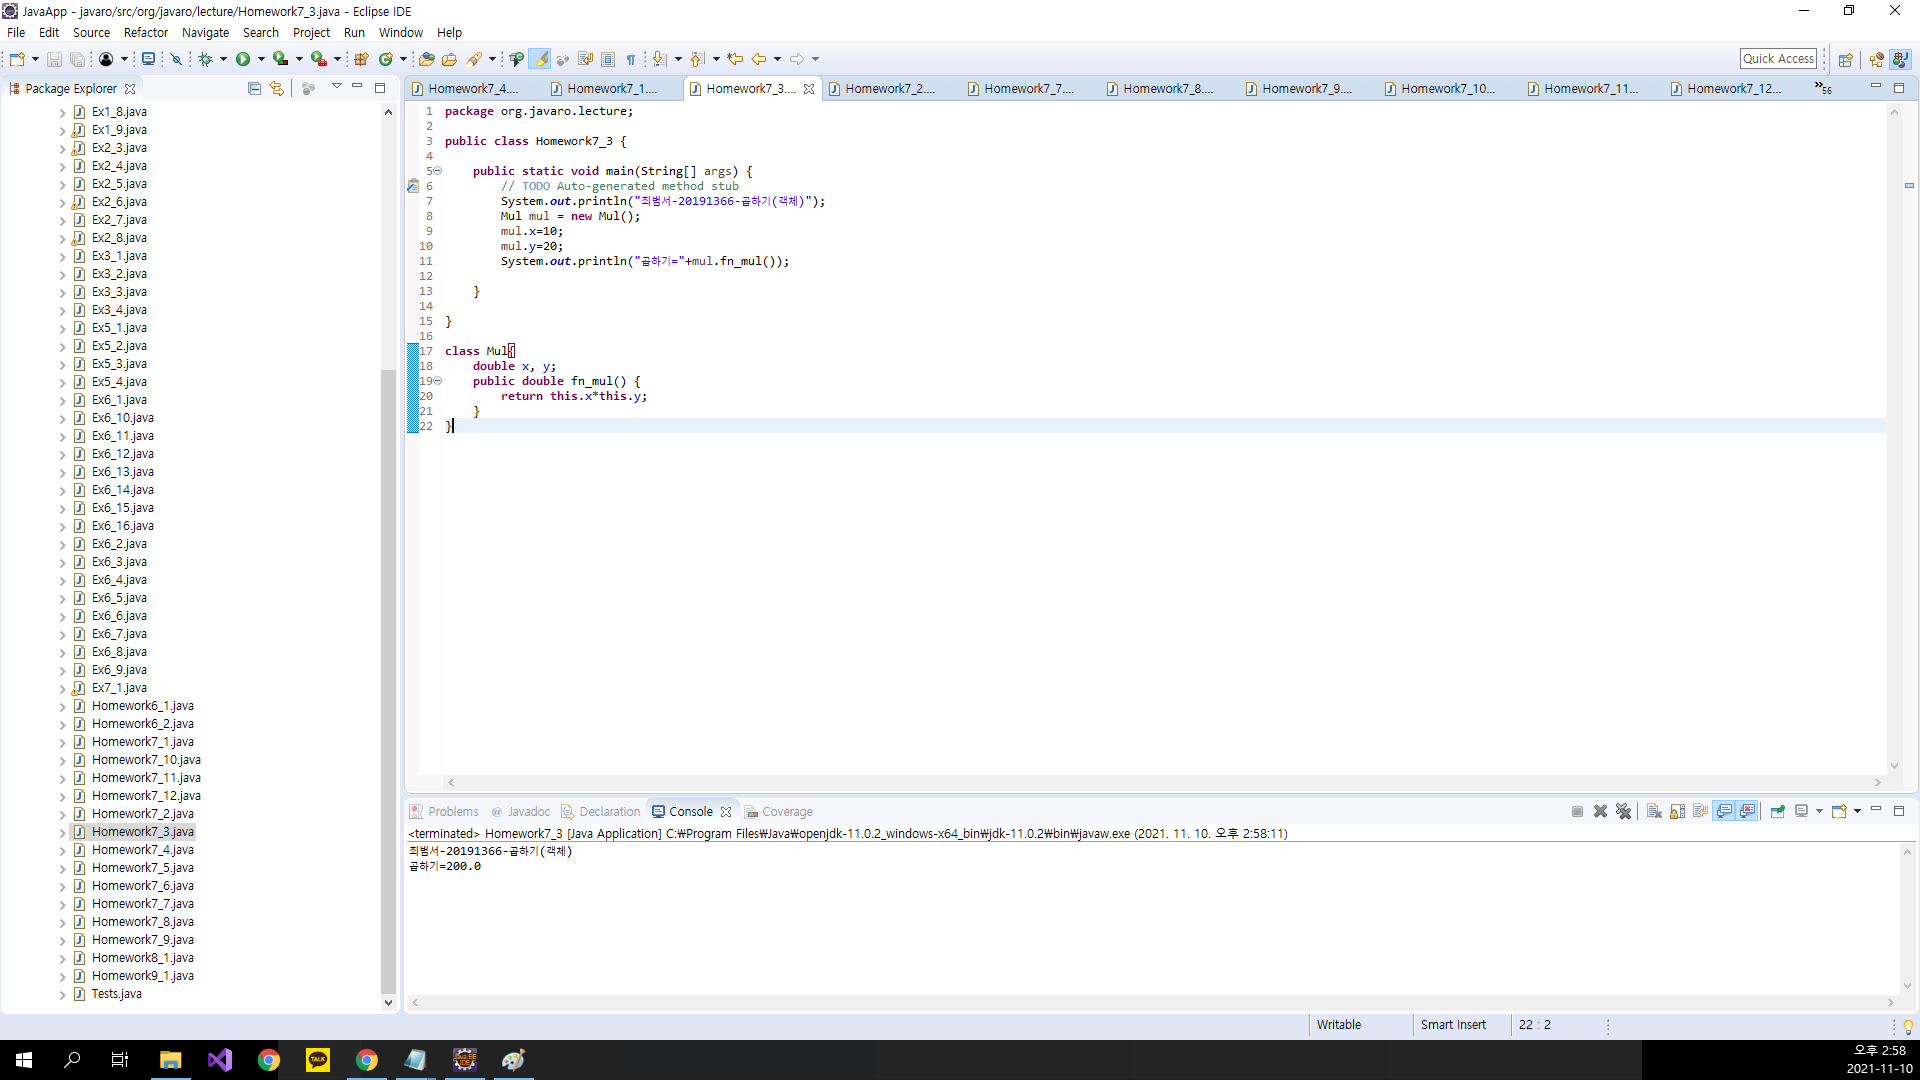 JavaApp - javaro/src/org/javaro/lecture/Homework7_3.java - Eclipse IDE
File Edit Source Refactor Navigate Search Project Run Window Help
Quick Access
Package Explorer
Ex1_8.java
Ex1_9.java
Ex2_3.java
Ex2_4.java
Ex2_5.java
Ex2_6.java
Ex2_7.java
Ex2_8.java
Ex3_1.java
Ex3_2.java
Ex3_3.java
Ex3_4.java
Ex5_1.java
Ex5_2.java
Ex5_3.java
Ex5_4.java
Ex6_1.java
Ex6_10.java
Ex6_11.java
Ex6_12.java
Ex6_13.java
Ex6_14.java
Ex6_15.java
Ex6_16.java
Ex6_2.java
Ex6_3.java
Ex6_4.java
Ex6_5.java
Ex6_6.java
Ex6_7.java
Ex6_8.java
Ex6_9.java
Ex7_1.java
Homework6_1.java
Homework6_2.java
Homework7_1.java
Homework7_10.java
Homework7_11.java
Homework7_12.java
Homework7_2.java
Homework7_3.java
Homework7_4.java
Homework7_5.java
Homework7_6.java
Homework7_7.java
Homework7_8.java
Homework7_9.java
Homework8_1.java
Homework9_1.java
Tests.java
Homework7_4.... Homework7_1.... Homework7_3.... Homework7_2.... Homework7_7.... Homework7_8.... Homework7_9.... Homework7_10... Homework7_11... Homework7_12... »56
1 package org.javaro.lecture;
2
3 public class Homework7_3 {
4
5 public static void main(String[] args) {
6 // TODO Auto-generated method stub
7 System.out.println("최범서-20191366-곱하기(객체)");
8 Mul mul = new Mul();
9 mul.x=10;
10 mul.y=20;
11 System.out.println("곱하기="+mul.fn_mul());
12
13 }
14
15 }
16
17 class Mul{
18 double x, y;
19 public double fn_mul() {
20 return this.x*this.y;
21 }
22 }
Problems @ Javadoc Declaration Console Coverage
<terminated> Homework7_3 [Java Application] C:₩Program Files₩Java₩openjdk-11.0.2_windows-x64_bin₩jdk-11.0.2₩bin₩javaw.exe (2021. 11. 10. 오후 2:58:11)
최범서-20191366-곱하기(객체)
곱하기=200.0
Writable Smart Insert 22 : 2
TALK
Java EE
IDE
오후 2:58
2021-11-10